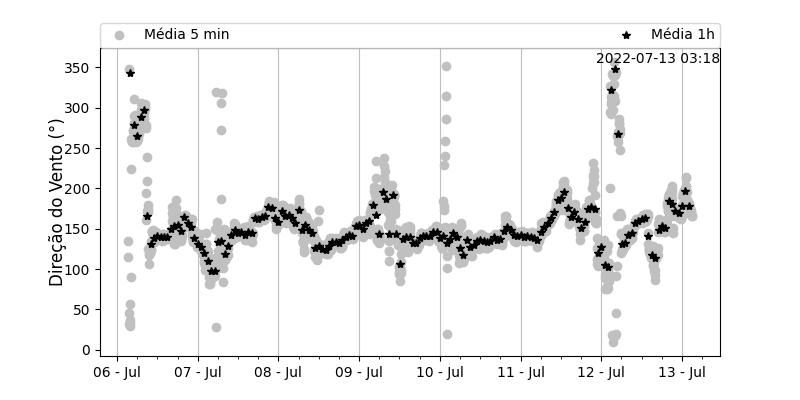 Média 5 min
Média 1h
2022-07-13 03:18
Direção do Vento (°)
350
300
250
200
150
100
50
0
06 - Jul
07 - Jul
08 - Jul
09 - Jul
10 - Jul
11 - Jul
12 - Jul
13 - Jul